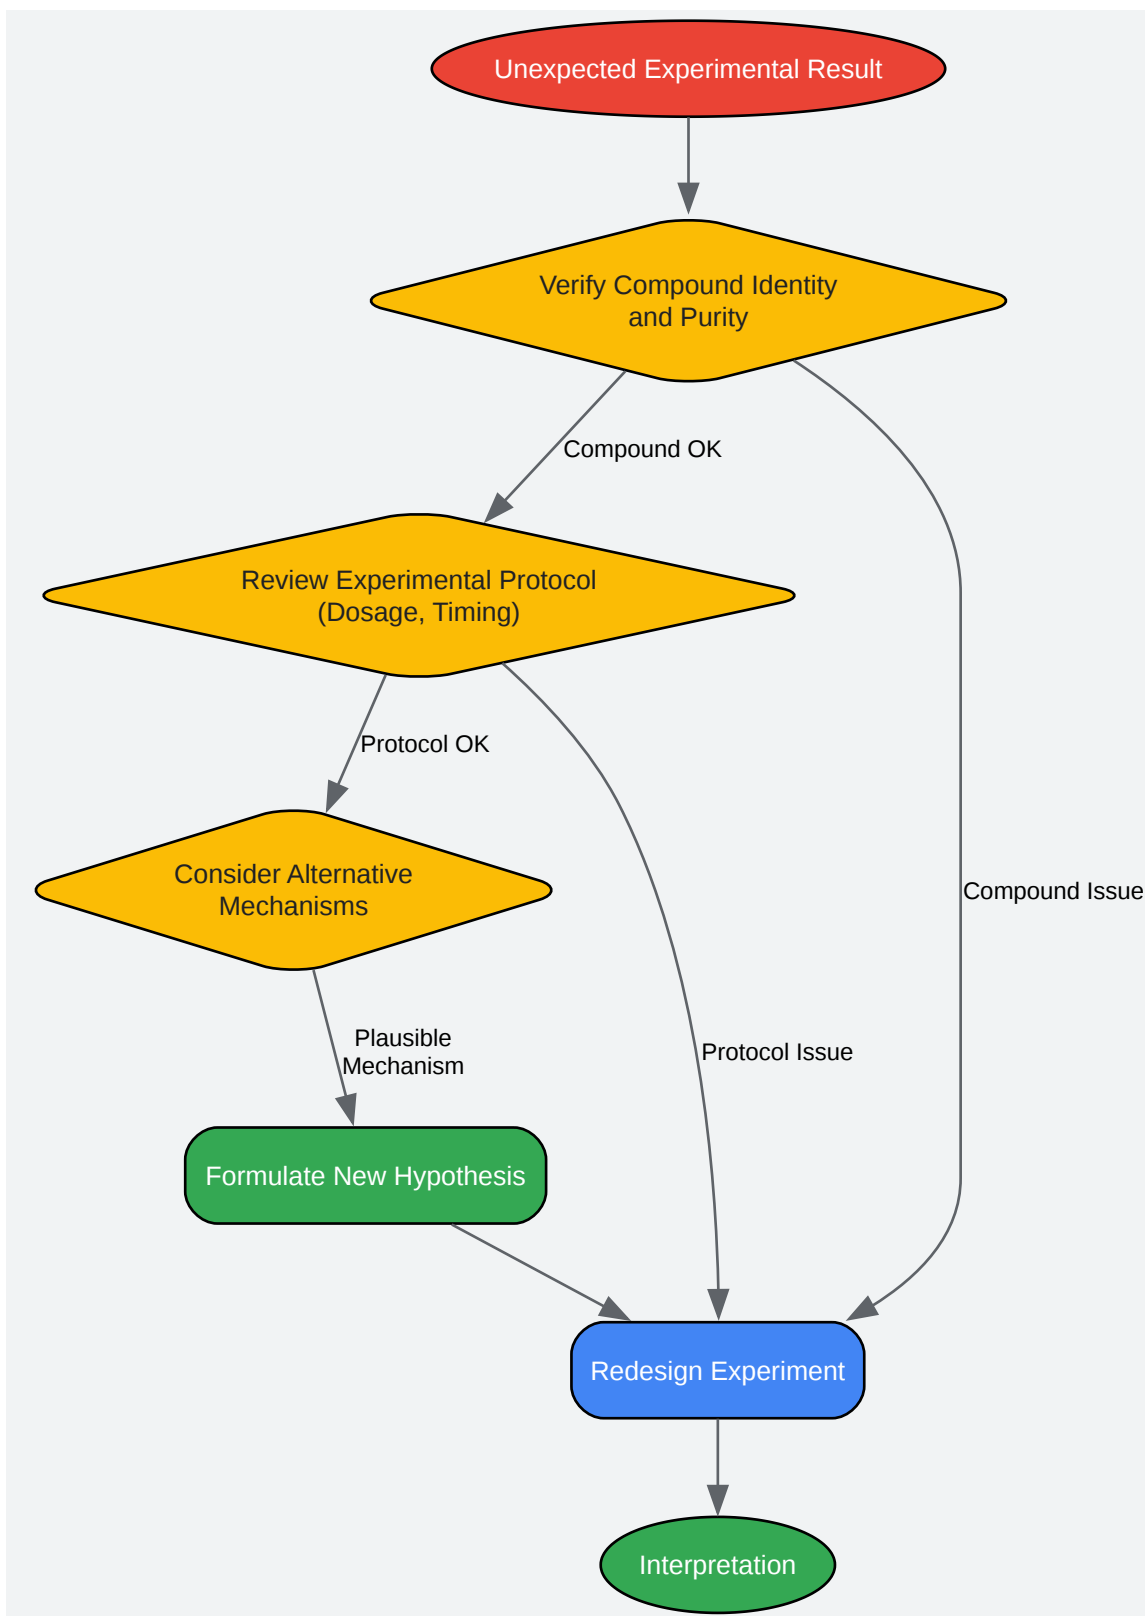 Unexpected Experimental Result
Verify Compound Identity
and Purity
Compound OK
Review Experimental Protocol
(Dosage, Timing)
Protocol OK
Consider Alternative
Mechanisms
Compound Issue
Plausible
Mechanism
Protocol Issue
Formulate New Hypothesis
Redesign Experiment
Interpretation